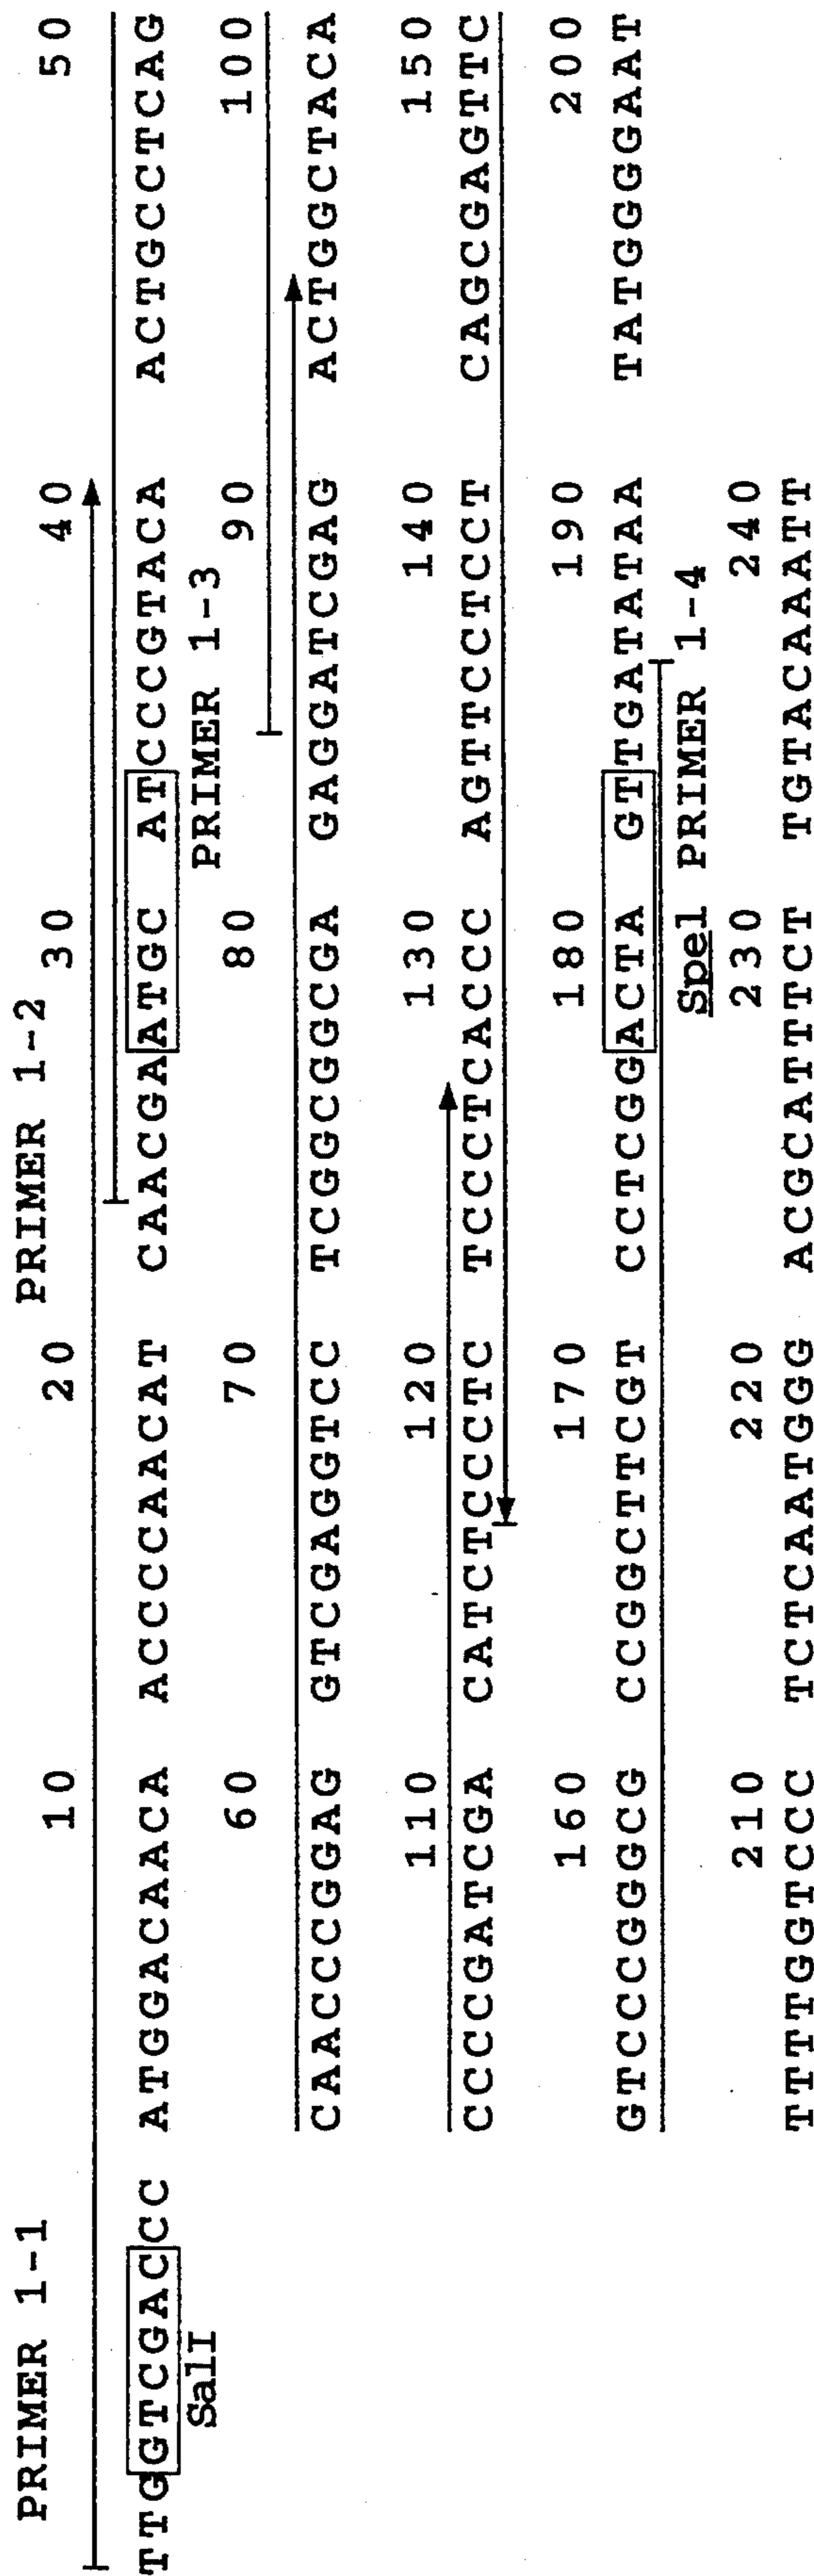 PRIMER 1-1 PRIMER 1-2
10 20 30 40 50
TTGGTCGACCC ATGGACAACA ACCCCAACAT CAACGAATGC ATCCCGTACA ACTGCCTCAG
SalI PRIMER 1-3
60 70 80 90 100
CAACCCGGAG GTCGAGGTCC TCGGCGGCGA GAGGATCGAG ACTGGCTACA
110 120 130 140 150
CCCCGATCGA CATCTCCCTC TCCCTCACCC AGTTCCTCCT CAGCGAGTTC
160 170 180 190 200
GTCCCGGGCG CCGGCTTCGT CCTCGGACTA GTTGATATAA TATGGGGAAT
Spel PRIMER 1-4
210 220 230 240
TTTTGGTCCC TCTCAATGGG ACGCATTTCT TGTACAAATT